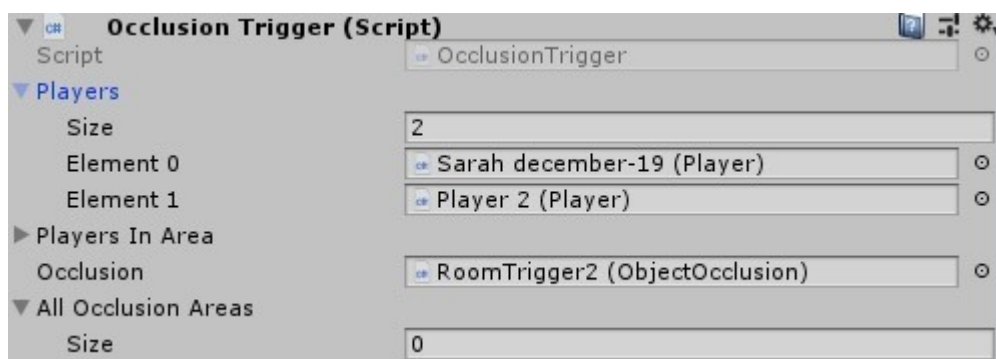 c# Occlusion Trigger (Script)
Script OcclusionTrigger
Players
Size 2
Element 0 Sarah december-19 (Player)
Element 1 Player 2 (Player)
Players In Area
Occlusion RoomTrigger2 (ObjectOcclusion)
All Occlusion Areas
Size 0